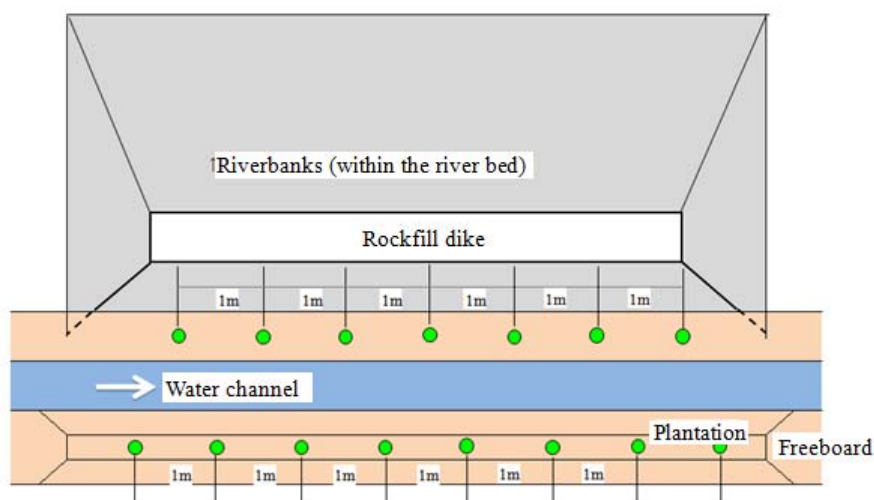 ↑Riverbanks (within the river bed)
Rockfill dike
1m 1m 1m 1m 1m 1m
Water channel
Plantation
Freeboard
1m 1m 1m 1m 1m 1m